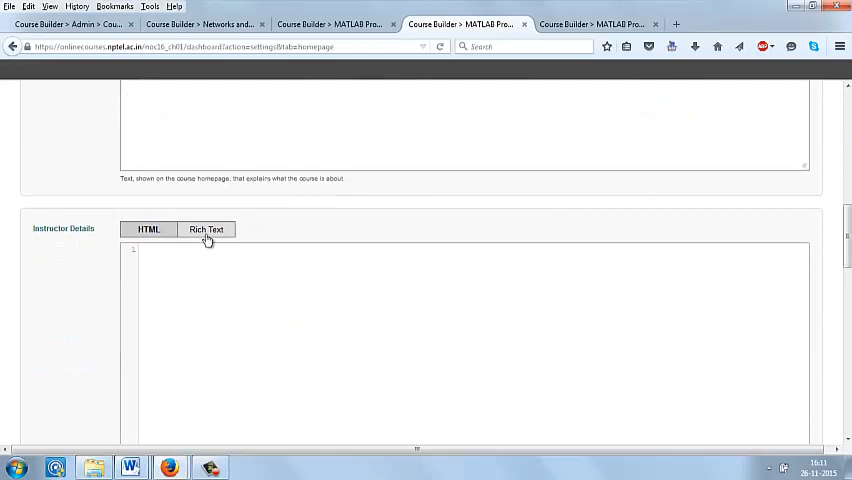 File Edit View History Bookmarks Tools Help
Course Builder > Admin > Cou... × Course Builder > Networks and... × Course Builder > MATLAB Pro... × Course Builder > MATLAB Pro... × Course Builder > MATLAB Pro... × +
https://onlinecourses.nptel.ac.in/noc16_ch01/dashboard?action=settings&tab=homepage Search
Text, shown on the course homepage, that explains what the course is about.
Instructor Details HTML Rich Text
1
16:11
26-11-2015